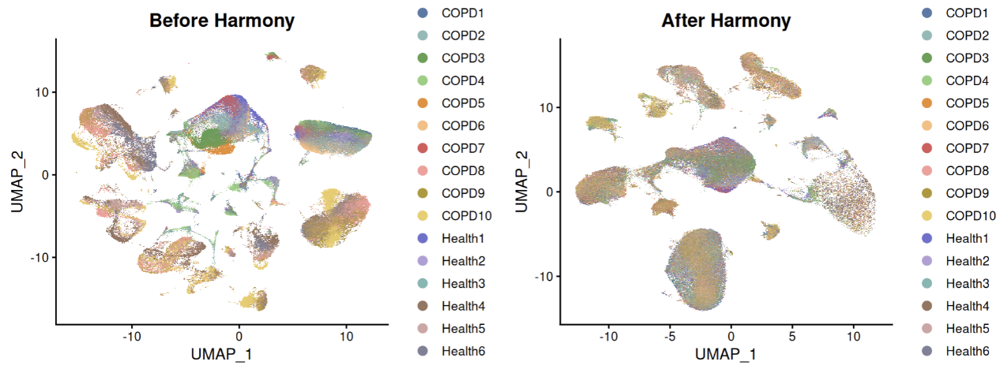 Before Harmony
UMAP_2
10
0
-10
-10
0
10
UMAP_1
COPD1
COPD2
COPD3
COPD4
COPD5
COPD6
COPD7
COPD8
COPD9
COPD10
Health1
Health2
Health3
Health4
Health5
Health6
After Harmony
UMAP_2
10
0
-10
-10
-5
0
5
10
UMAP_1
COPD1
COPD2
COPD3
COPD4
COPD5
COPD6
COPD7
COPD8
COPD9
COPD10
Health1
Health2
Health3
Health4
Health5
Health6